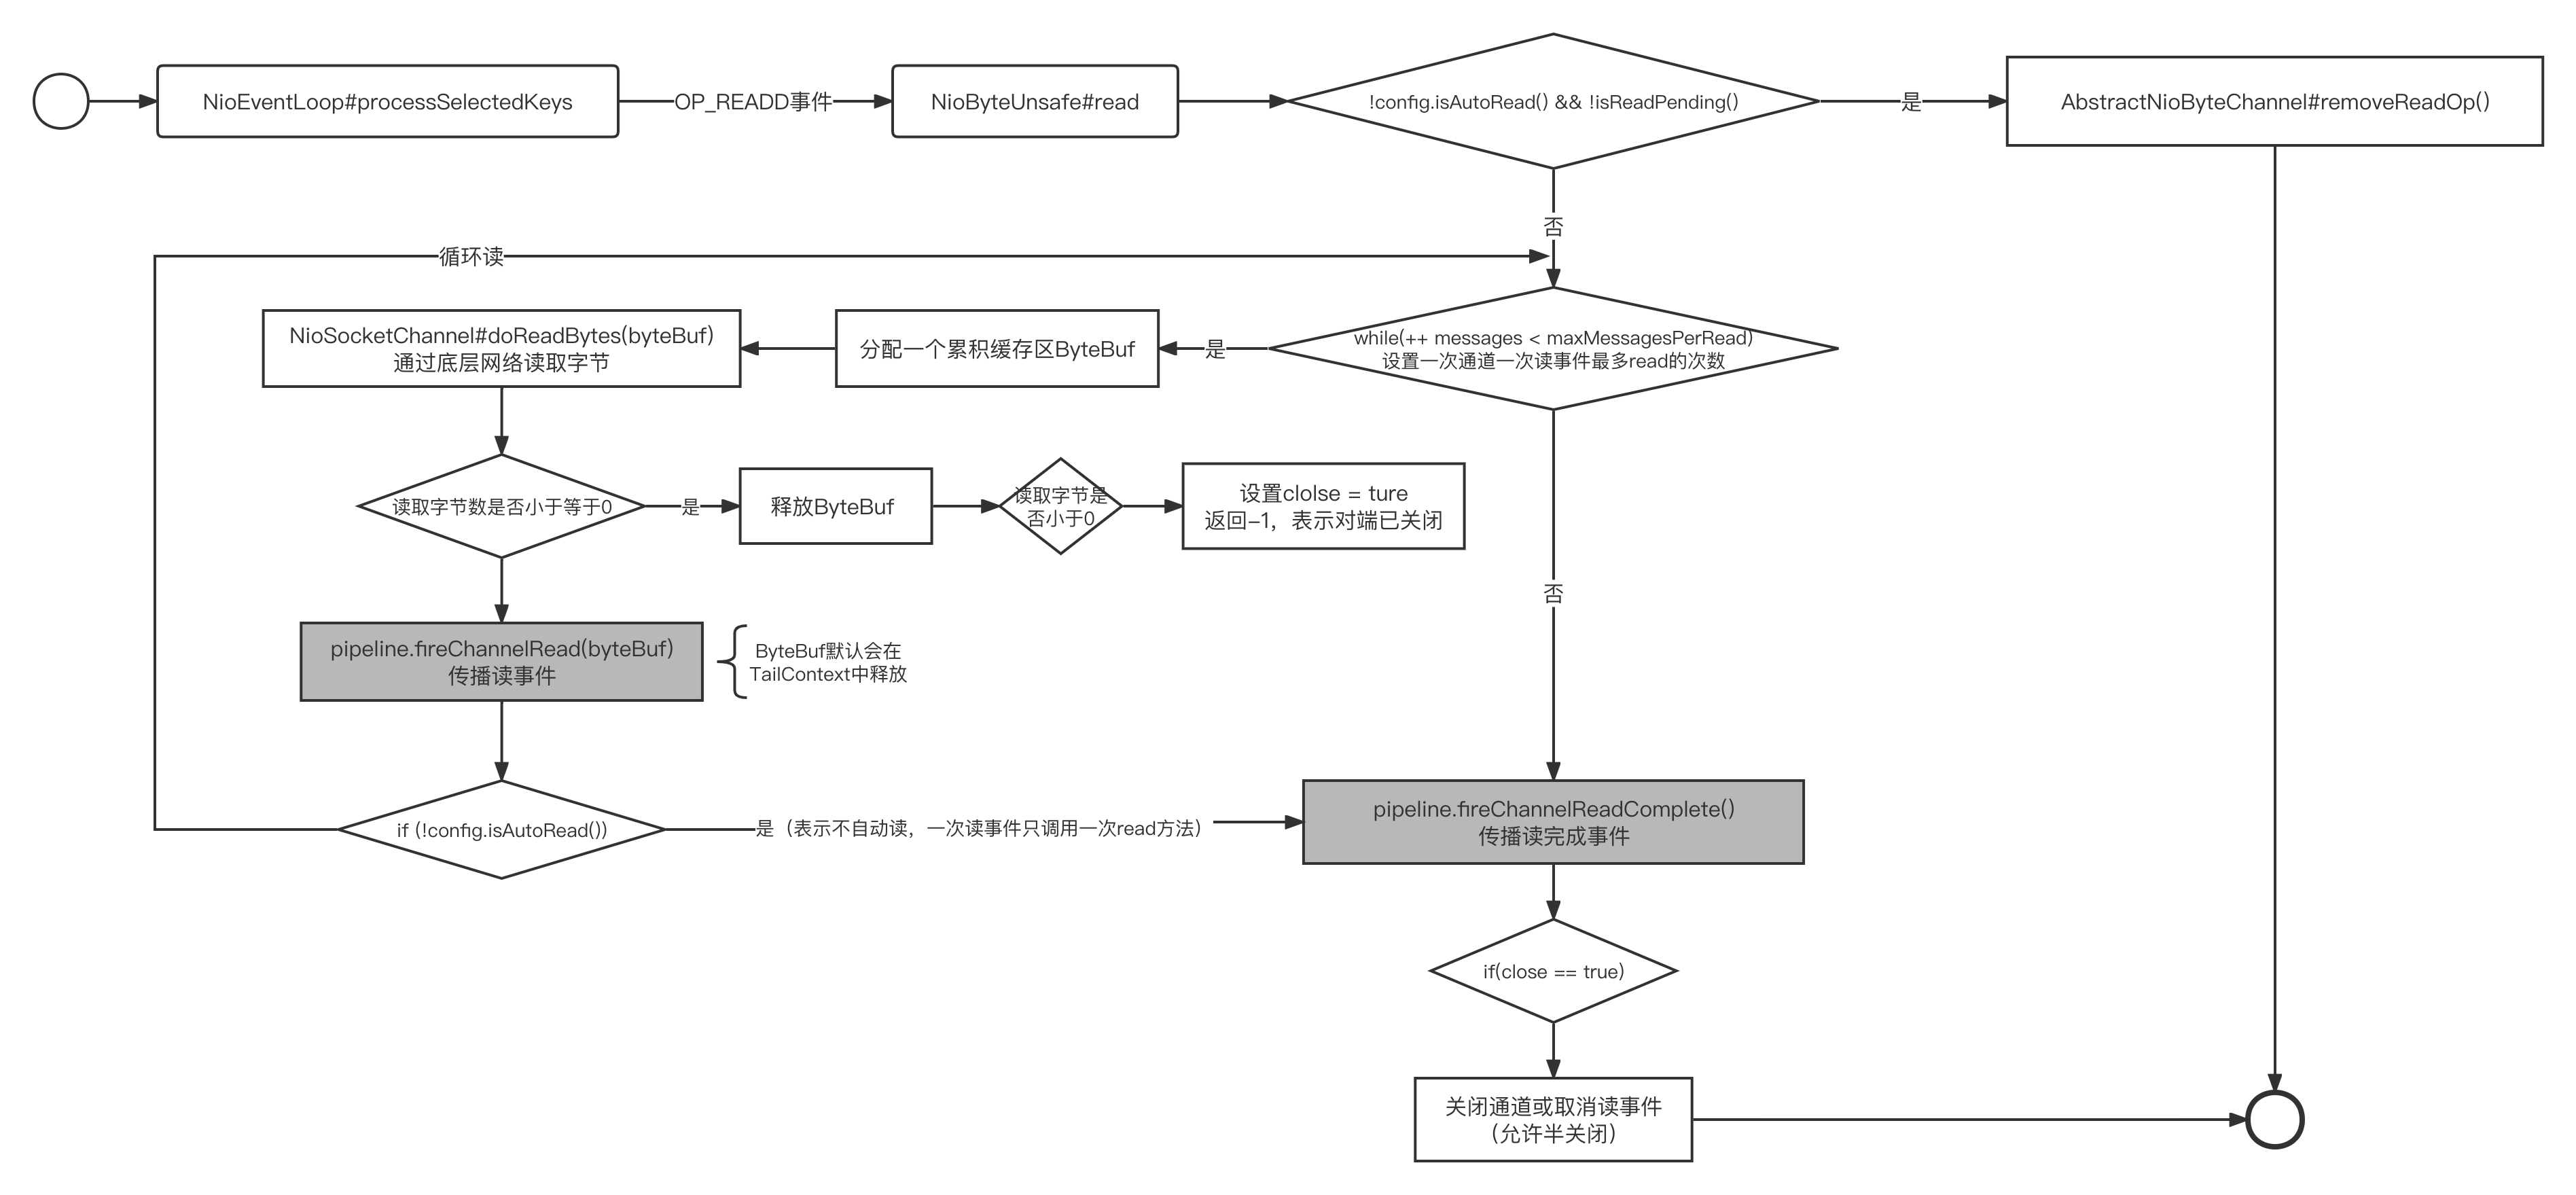 NioEventLoop#processSelectedKeys
OP_READD事件
NioByteUnsafe#read
!config.isAutoRead() && !isReadPending()
是
AbstractNioByteChannel#removeReadOp()
否
循环读
NioSocketChannel#doReadBytes(byteBuf)
通过底层网络读取字节
分配一个累积缓存区ByteBuf
是
while(++ messages < maxMessagesPerRead)
设置一次通道一次读事件最多read的次数
读取字节数是否小于等于0
是
释放ByteBuf
读取字节是
否小于0
设置clolse = ture
返回-1，表示对端已关闭
否
pipeline.fireChannelRead(byteBuf)
传播读事件
ByteBuf默认会在
TailContext中释放
if (!config.isAutoRead())
是（表示不自动读，一次读事件只调用一次read方法）
pipeline.fireChannelReadComplete()
传播读完成事件
if(close == true)
关闭通道或取消读事件
（允许半关闭）